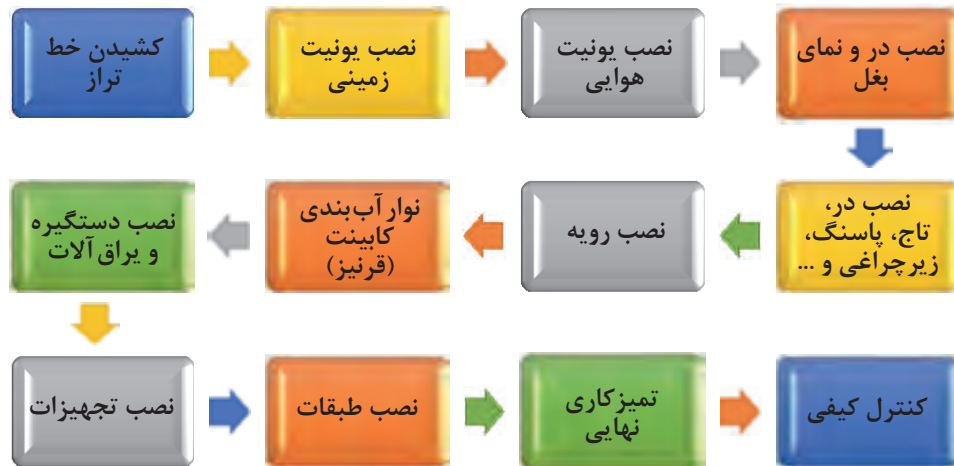 کشیدن خط
تراز
نصب یونیت
زمینی
نصب یونیت
هوایی
نصب در و نمای
بغل
نصب در،
تاج، پاسنگ،
زیرچراغی و ...
نصب رویه
نوار آب‌بندی
کابینت
(قرنیز)
نصب دستگیره
و یراق‌آلات
نصب تجهیزات
نصب طبقات
تمیزکاری
نهایی
کنترل کیفی